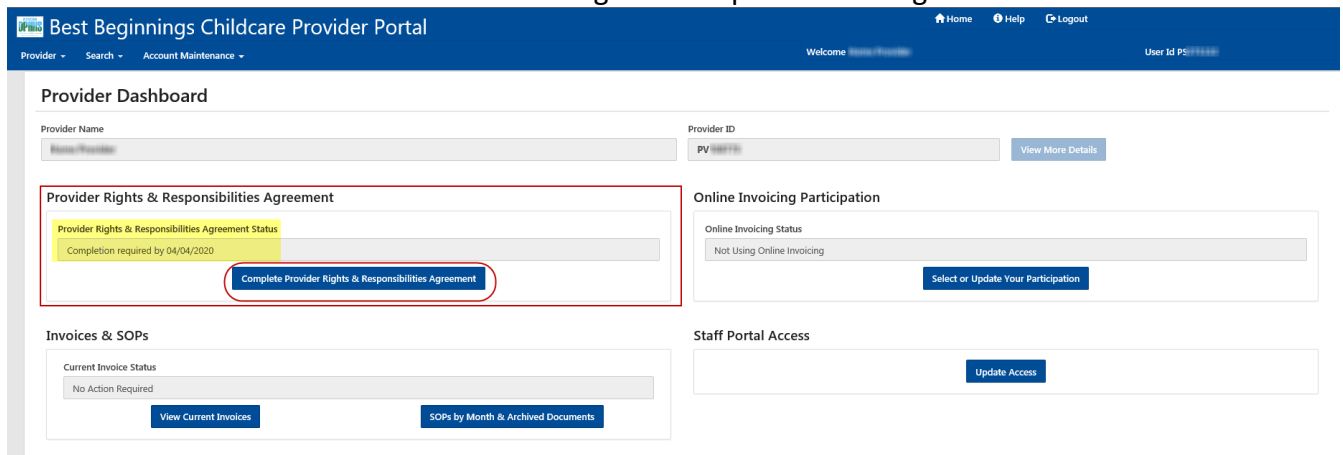 Best Beginnings Childcare Provider Portal
Home Help Logout
Provider Search Account Maintenance
Welcome
User Id PS
Provider Dashboard
Provider Name
Provider ID
PV
View More Details
Provider Rights & Responsibilities Agreement
Provider Rights & Responsibilities Agreement Status
Completion required by 04/04/2020
Complete Provider Rights & Responsibilities Agreement
Online Invoicing Participation
Online Invoicing Status
Not Using Online Invoicing
Select or Update Your Participation
Invoices & SOPs
Current Invoice Status
No Action Required
View Current Invoices
SOPs by Month & Archived Documents
Staff Portal Access
Update Access